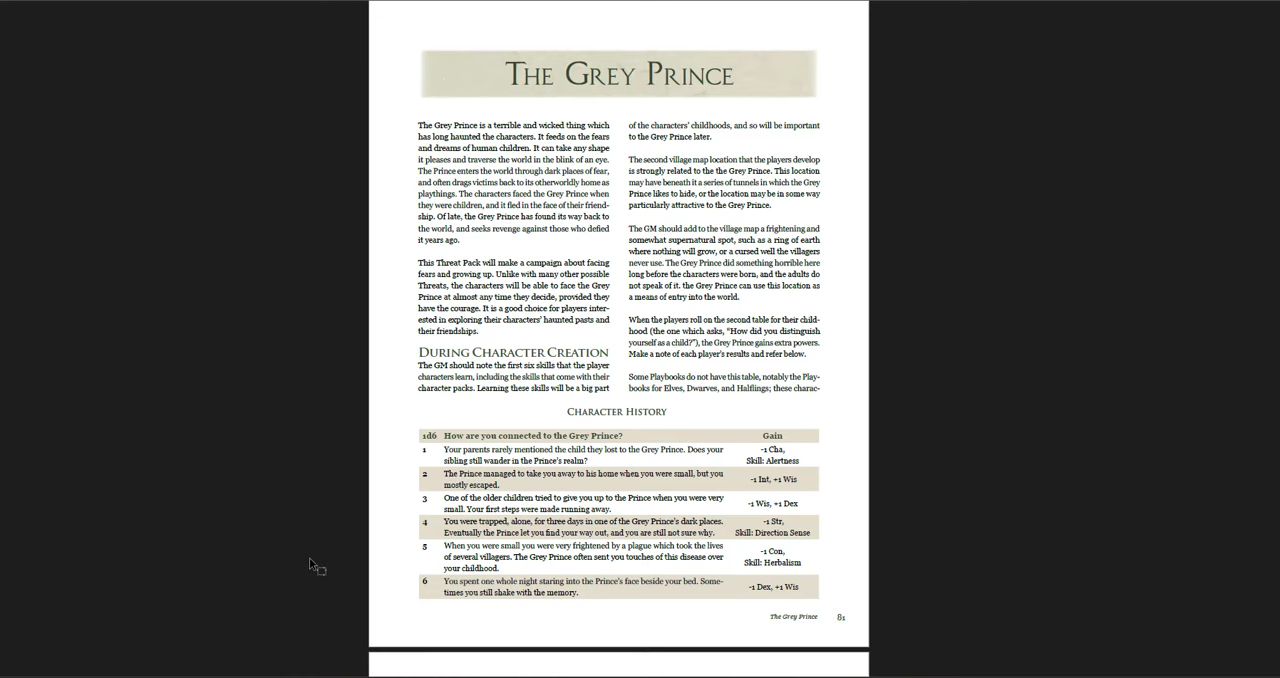 THE GREY PRINCE
The Grey Prince is a terrible and wicked thing which
has long haunted the characters. It feeds on the fears
and dreams of human children. It can take any shape
it pleases and traverse the world in the blink of an eye.
The Prince enters the world through dark places of fear,
and often drags victims back to its otherworldly home as
playthings. The characters faced the Grey Prince when
they were children, and it fled in the face of their friend-
ship. Of late, the Grey Prince has found its way back to
the world, and seeks revenge against those who defied
it years ago.
This Threat Pack will make a campaign about facing
fears and growing up. Unlike with many other possible
Threats, the characters will be able to face the Grey
Prince at almost any time they decide, provided they
have the courage. It is a good choice for players inter-
ested in exploring their characters' haunted pasts and
their friendships.
DURING CHARACTER CREATION
The GM should note the first six skills that the player
characters learn, including the skills that come with their
character packs. Learning these skills will be a big part
of the characters' childhoods, and so will be important
to the Grey Prince later.
The second village map location that the players develop
is strongly related to the the Grey Prince. This location
may have beneath it a series of tunnels in which the Grey
Prince likes to hide, or the location may be in some way
particularly attractive to the Grey Prince.
The GM should add to the village map a frightening and
somewhat supernatural spot, such as a ring of earth
where nothing will grow, or a cursed well the villagers
never use. The Grey Prince did something horrible here
long before the characters were born, and the adults do
not speak of it. the Grey Prince can use this location as
a means of entry into the world.
When the players roll on the second table for their child-
hood (the one which asks, "How did you distinguish
yourself as a child?"), the Grey Prince gains extra powers.
Make a note of each player's results and refer below.
Some Playbooks do not have this table, notably the Play-
books for Elves, Dwarves, and Halflings; these charac-
CHARACTER HISTORY
1d6 How are you connected to the Grey Prince? Gain
1 Your parents rarely mentioned the child they lost to the Grey Prince. Does your
sibling still wander in the Prince's realm?
-1 Cha,
Skill: Alertness
2 The Prince managed to take you away to his home when you were small, but you
mostly escaped.
-1 Int, +1 Wis
3 One of the older children tried to give you up to the Prince when you were very
small. Your first steps were made running away.
-1 Wis, +1 Dex
4 You were trapped, alone, for three days in one of the Grey Prince's dark places.
Eventually the Prince let you find your way out, and you are still not sure why.
-1 Str,
Skill: Direction Sense
5 When you were small you were very frightened by a plague which took the lives
of several villagers. The Grey Prince often sent you touches of this disease over
your childhood.
-1 Con,
Skill: Herbalism
6 You spent one whole night staring into the Prince's face beside your bed. Some-
times you still shake with the memory.
-1 Dex, +1 Wis
The Grey Prince 81